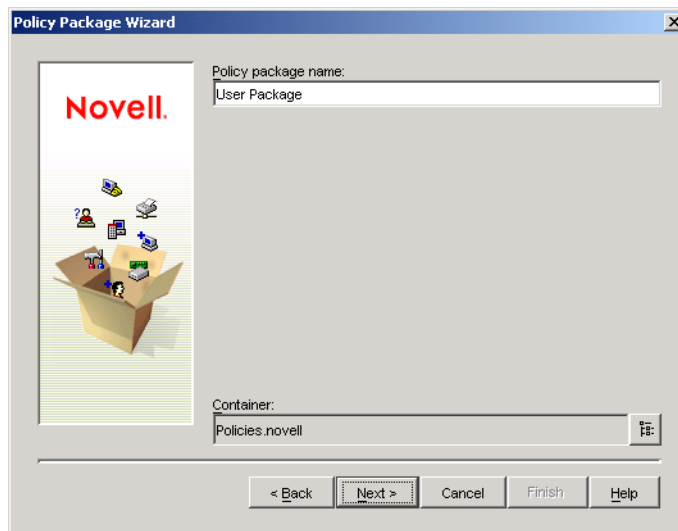 Policy Package Wizard
Novell.
Policy package name:
User Package
Container:
Policies.novell
< Back
Next >
Cancel
Finish
Help